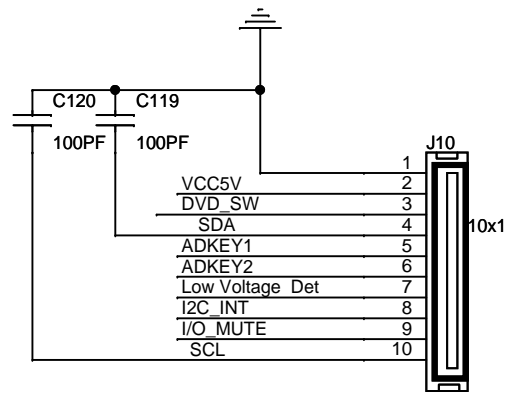 C120 C119
100PF 100PF
J10
1
VCC5V 2
DVD_SW 3
SDA 4
10x1
ADKEY1 5
ADKEY2 6
Low Voltage Det 7
I2C_INT 8
I/O_MUTE 9
SCL 10